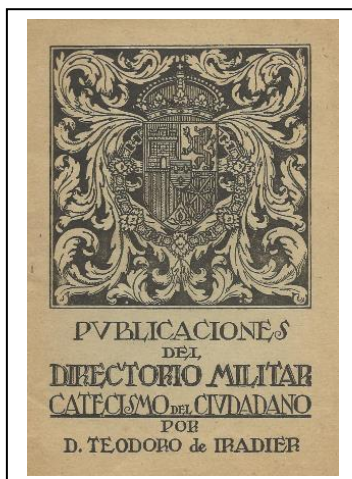 PVBLICACIONES
DEL
DIRECTORIO MILITAR
CATECISMO DEL CIVDADANO
POR
D. TEODORO de IRADIER